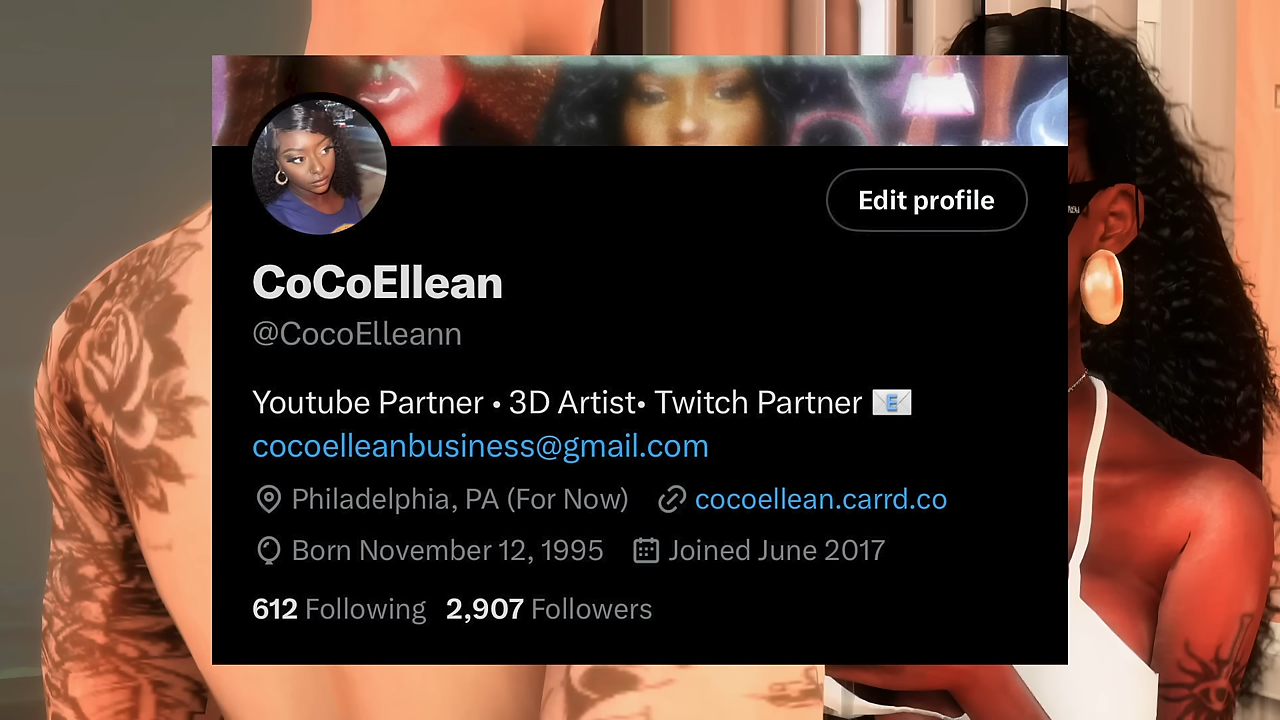 Edit profile
CoCoEllean
@CocoElleann
Youtube Partner • 3D Artist• Twitch Partner 📧
cocoelleanbusiness@gmail.com
Philadelphia, PA (For Now) cocoellean.carrd.co
Born November 12, 1995 Joined June 2017
612 Following 2,907 Followers